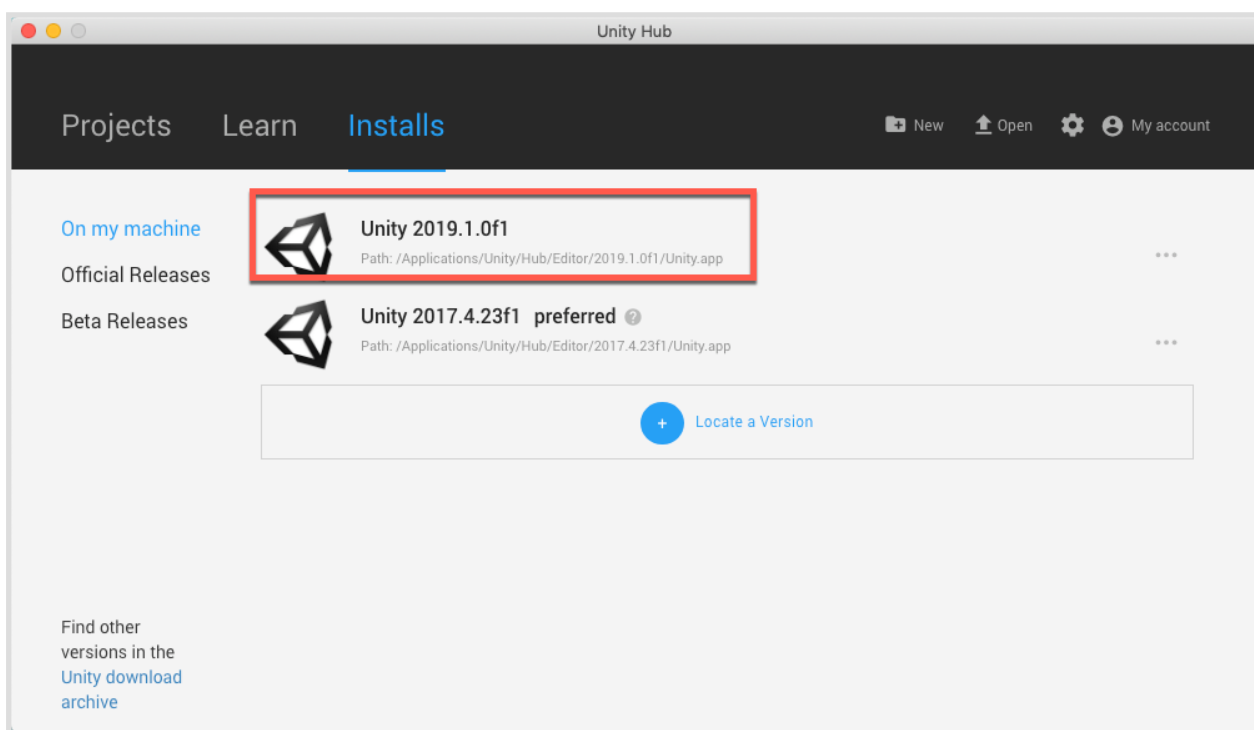 Unity Hub
Projects Learn Installs New Open My account
On my machine
Official Releases
Beta Releases
Unity 2019.1.0f1
Path: /Applications/Unity/Hub/Editor/2019.1.0f1/Unity.app
Unity 2017.4.23f1 preferred ?
Path: /Applications/Unity/Hub/Editor/2017.4.23f1/Unity.app
+ Locate a Version
Find other
versions in the
Unity download
archive